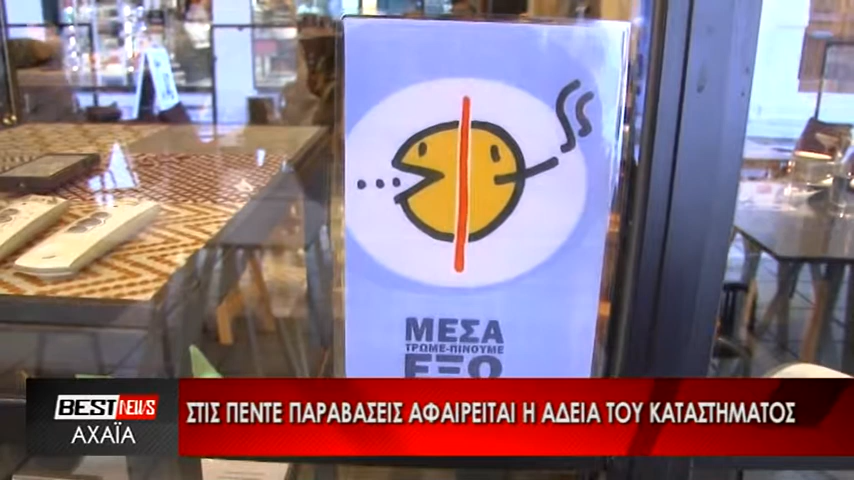 ΜΕΣΑ
ΤΡΩΜΕ-ΠΙΝΟΥΜΕ
ΕΞΩ
BEST NEWS
ΑΧΑΪΑ
ΣΤΙΣ ΠΕΝΤΕ ΠΑΡΑΒΑΣΕΙΣ ΑΦΑΙΡΕΙΤΑΙ Η ΑΔΕΙΑ ΤΟΥ ΚΑΤΑΣΤΗΜΑΤΟΣ